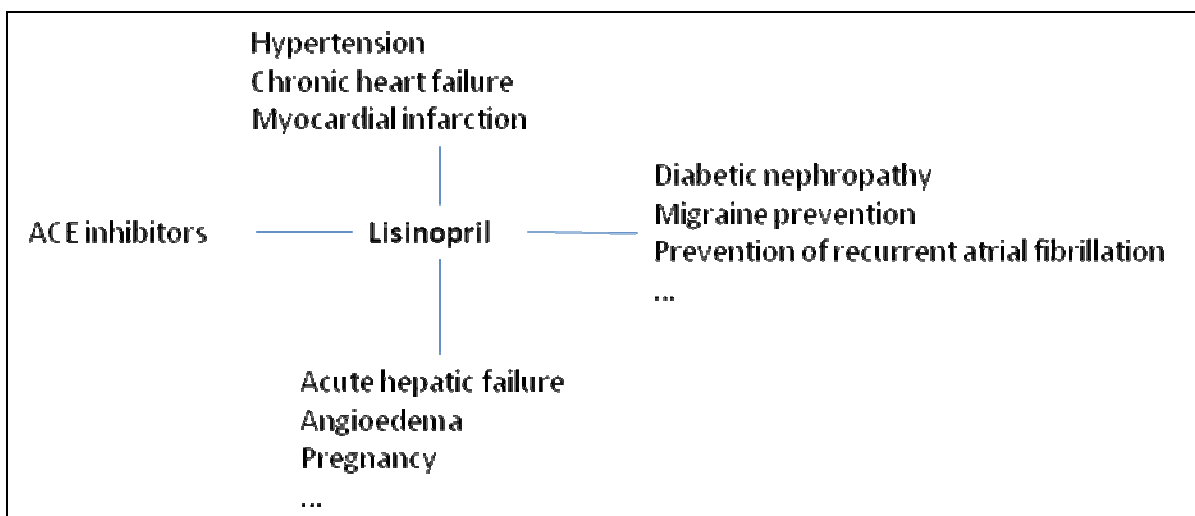 Hypertension
Chronic heart failure
Myocardial infarction
ACE inhibitors
Lisinopril
Diabetic nephropathy
Migraine prevention
Prevention of recurrent atrial fibrillation
...
Acute hepatic failure
Angioedema
Pregnancy
...